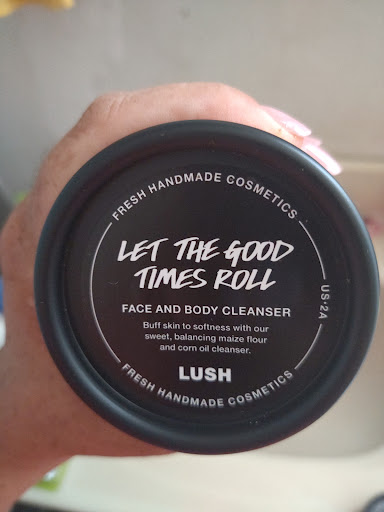 FRESH HANDMADE COSMETICS
LET THE GOOD
TIMES ROLL
US·2A
FACE AND BODY CLEANSER
Buff skin to softness with our
sweet, balancing maize flour
and corn oil cleanser.
LUSH
FRESH HANDMADE COSMETICS